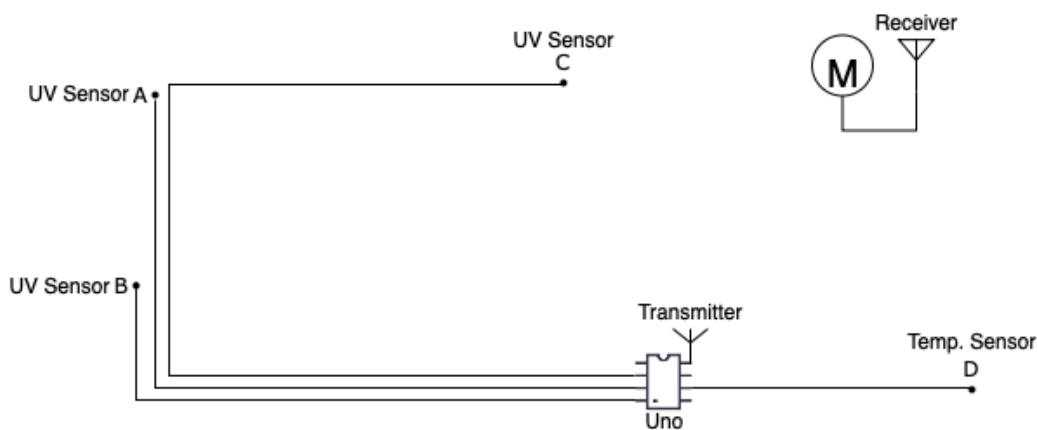 Receiver
UV Sensor
C
M
UV Sensor A
UV Sensor B
Transmitter
Temp. Sensor
D
Uno